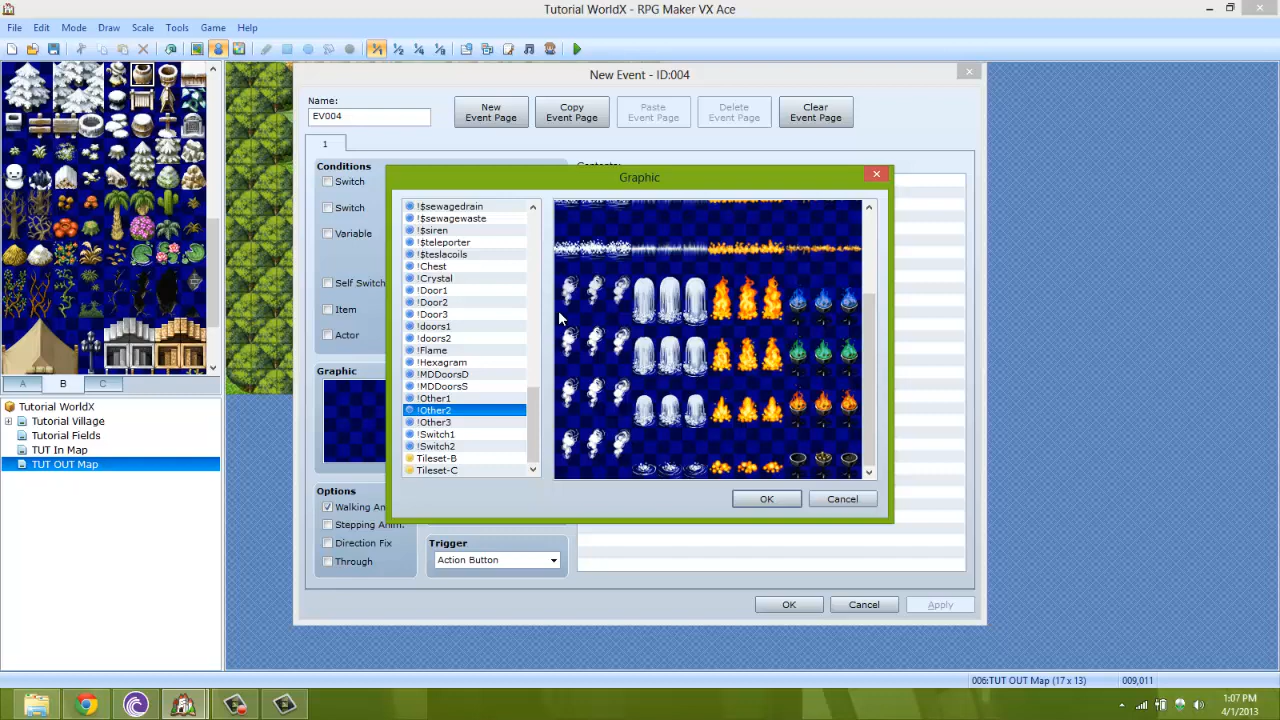 Tutorial WorldX - RPG Maker VX Ace
File Edit Mode Draw Scale Tools Game Help
New Event - ID:004
Name:
EV004
New
Event Page
Copy
Event Page
Paste
Event Page
Delete
Event Page
Clear
Event Page
1
Conditions
Switch
Switch
Variable
Self Switch
Item
Actor
Graphic
Options
Walking An
Stepping Anim.
Direction Fix
Through
Trigger
Action Button
OK Cancel Apply
Graphic
!$sewagedrain
!$sewagewaste
!$siren
!$teleporter
!$teslacoils
!Chest
!Crystal
!Door1
!Door2
!Door3
!doors1
!doors2
!Flame
!Hexagram
!MDDoorsD
!MDDoorsS
!Other1
!Other2
!Other3
!Switch1
!Switch2
Tileset-B
Tileset-C
OK Cancel
A B C
Tutorial WorldX
Tutorial Village
Tutorial Fields
TUT In Map
TUT OUT Map
006:TUT OUT Map (17 x 13) 009,011
1:07 PM
4/1/2013